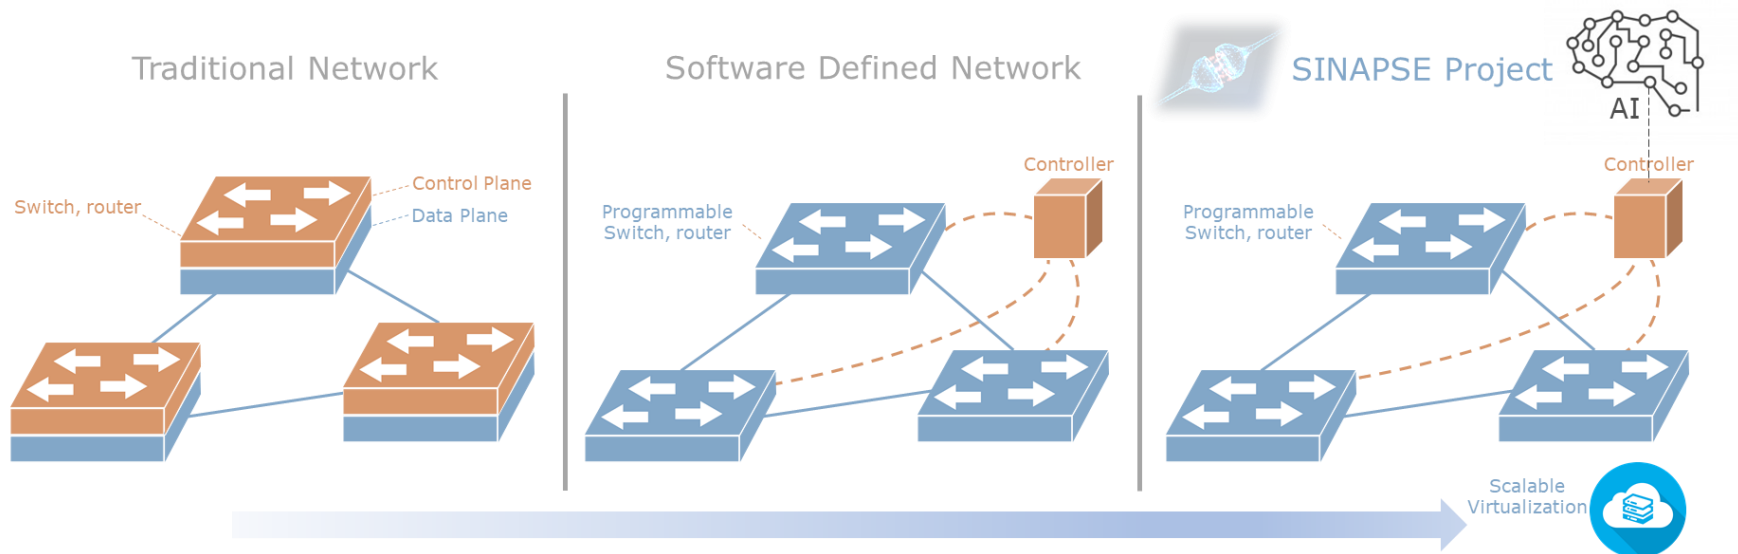 Traditional Network
Software Defined Network
SINAPSE Project
AI
Switch, router
Control Plane
Data Plane
Controller
Programmable
Switch, router
Controller
Programmable
Switch, router
Scalable
Virtualization